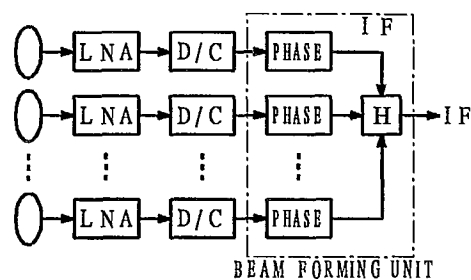 IF
LNA D/C PHASE
LNA D/C PHASE H IF
LNA D/C PHASE
BEAM FORMING UNIT